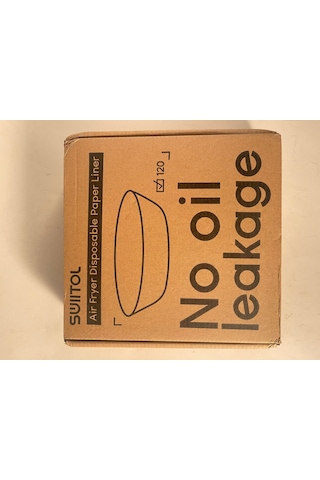 SUIITOL
Air Fryer Disposable Paper Liner
120
No oil
leakage